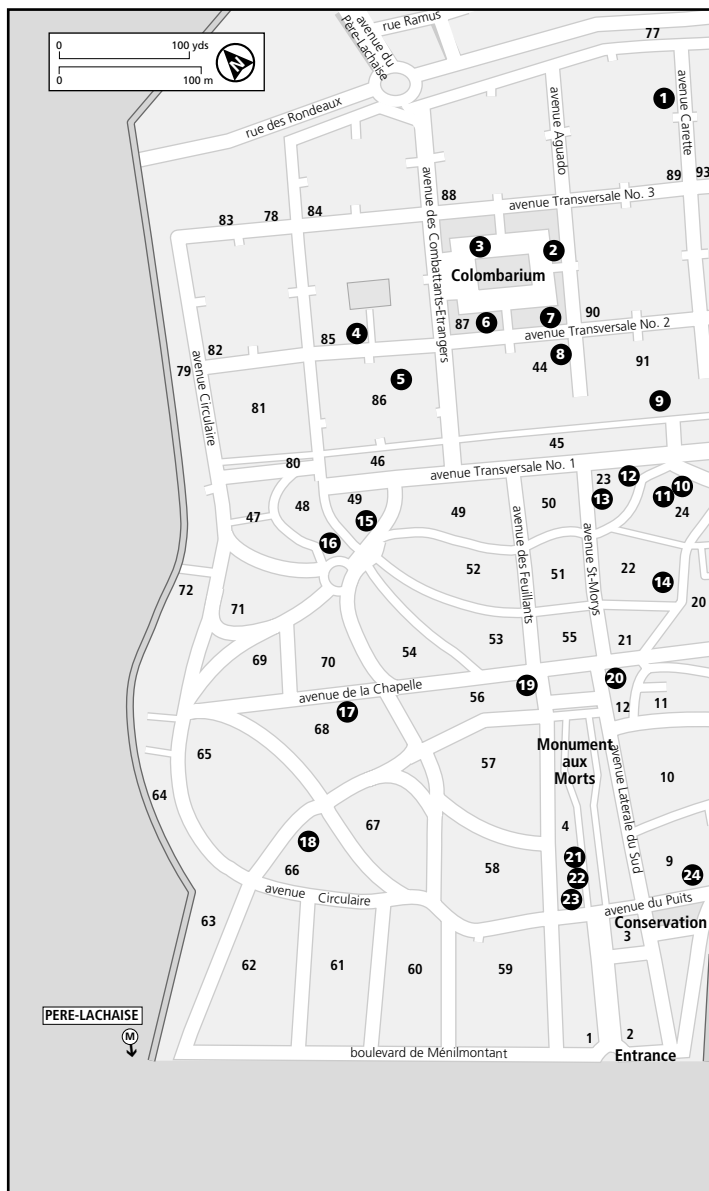 0 100 yds
0 100 m
N
rue Ramus
avenue du
Père-Lachaise
77
1
avenue Carette
rue des Rondeaux
avenue Aguado
89
93
88
avenue Transversale No. 3
84
78
83
avenue des Combattants-Etrangers
3
2
Colombarium
4
85
87
6
7
90
avenue Transversale No. 2
82
79
avenue Circulaire
8
44
91
5
86
81
9
45
46
80
avenue Transversale No. 1
23
12
10
11
13
24
47
48
49
15
49
50
16
avenue des Feuillants
avenue St-Morys
52
51
22
14
72
20
71
53
55
21
54
69
70
avenue de la Chapelle
19
20
56
12
11
17
68
65
57
Monument
aux
Morts
avenue Laterale du Sud
10
64
67
4
18
66
58
21
22
23
9
24
avenue Circulaire
avenue du Puits
63
Conservation
3
62
61
60
59
PERE-LACHAISE
M
1
2
boulevard de Ménilmontant
Entrance